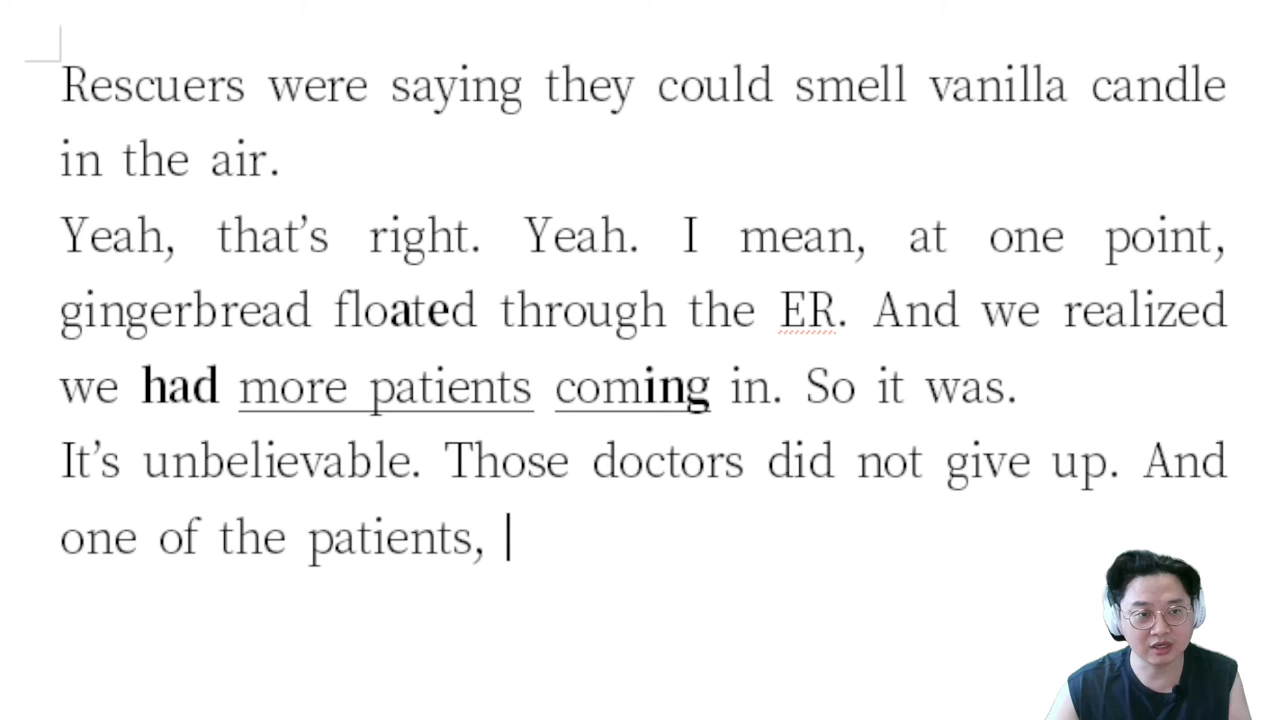 Rescuers were saying they could smell vanilla candle
in the air.
Yeah, that’s right. Yeah. I mean, at one point,
gingerbread floated through the ER. And we realized
we had more patients coming in. So it was.
It’s unbelievable. Those doctors did not give up. And
one of the patients,